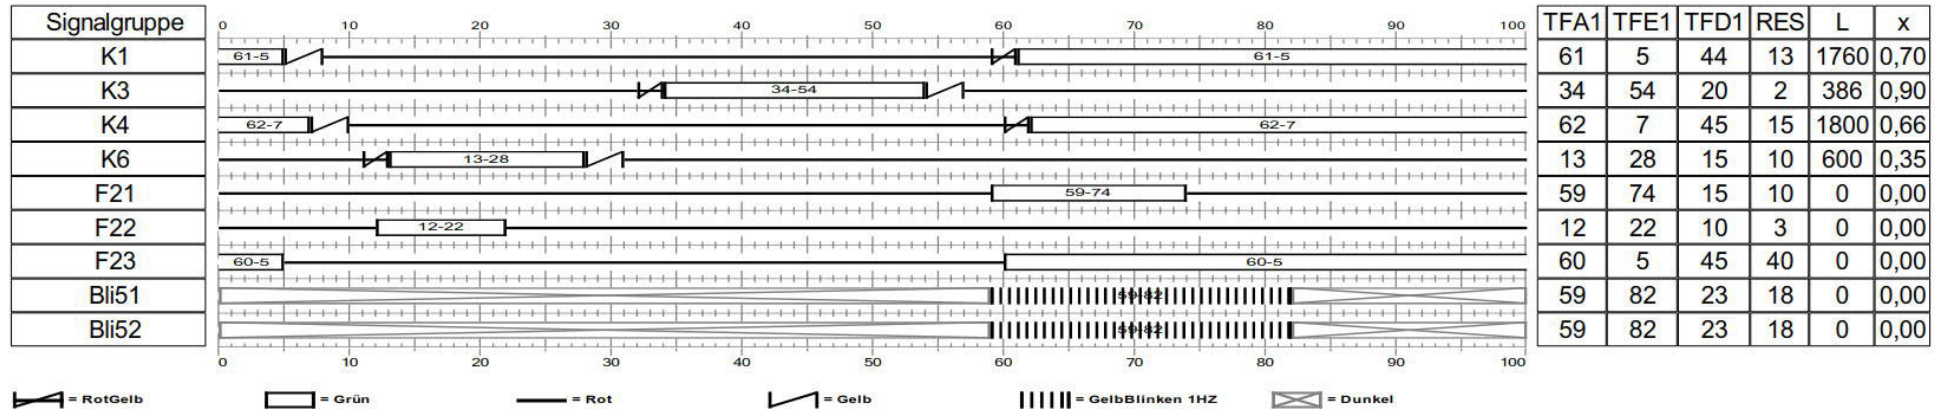 Signalgruppe 0 10 20 30 40 50 60 70 80 90 100 TFA1 TFE1 TFD1 RES L x
K1 61-5 61-5 61 5 44 13 1760 0,70
K3 34-54 34 54 20 2 386 0,90
K4 62-7 62-7 62 7 45 15 1800 0,66
K6 13-28 13 28 15 10 600 0,35
F21 59-74 59 74 15 10 0 0,00
F22 12-22 12 22 10 3 0 0,00
F23 60-5 60-5 60 5 45 40 0 0,00
Bli51 59-82 59 82 23 18 0 0,00
Bli52 59-82 59 82 23 18 0 0,00
0 10 20 30 40 50 60 70 80 90 100
= RotGelb = Grün = Rot = Gelb = GelbBlinken 1HZ = Dunkel